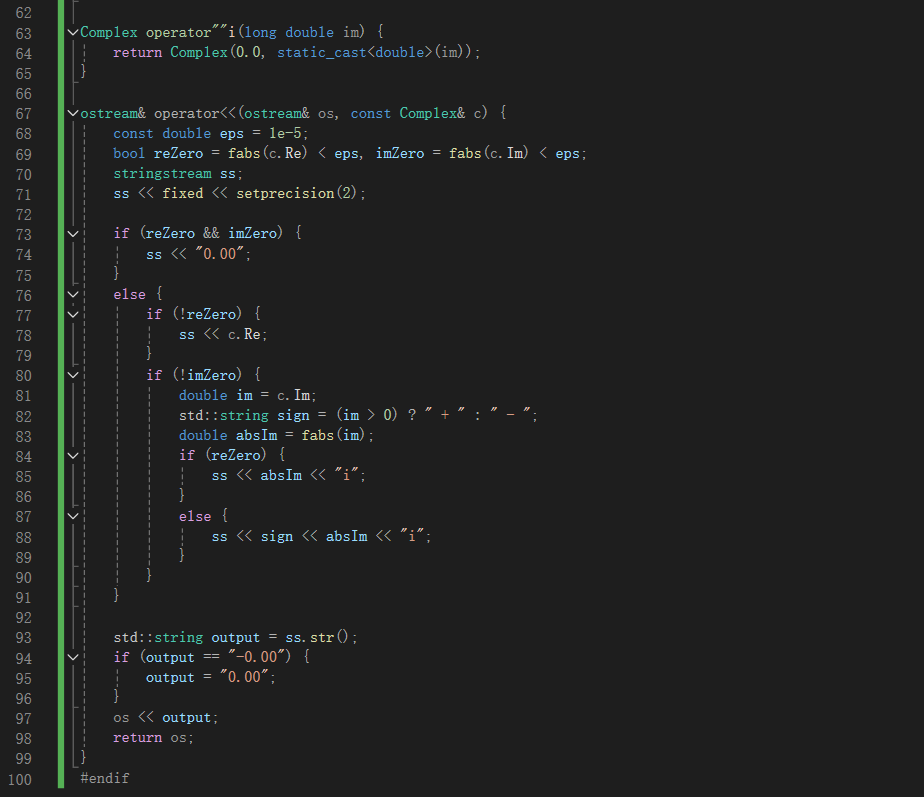 62
63 Complex operator""i(long double im) {
64     return Complex(0.0, static_cast<double>(im));
65 }
66
67 ostream& operator<<(ostream& os, const Complex& c) {
68     const double eps = 1e-5;
69     bool reZero = fabs(c.Re) < eps, imZero = fabs(c.Im) < eps;
70     stringstream ss;
71     ss << fixed << setprecision(2);
72
73     if (reZero && imZero) {
74         ss << "0.00";
75     }
76     else {
77         if (!reZero) {
78             ss << c.Re;
79         }
80         if (!imZero) {
81             double im = c.Im;
82             std::string sign = (im > 0) ? " + " : " - ";
83             double absIm = fabs(im);
84             if (reZero) {
85                 ss << absIm << "i";
86             }
87             else {
88                 ss << sign << absIm << "i";
89             }
90         }
91     }
92
93     std::string output = ss.str();
94     if (output == "-0.00") {
95         output = "0.00";
96     }
97     os << output;
98     return os;
99 }
100 #endif